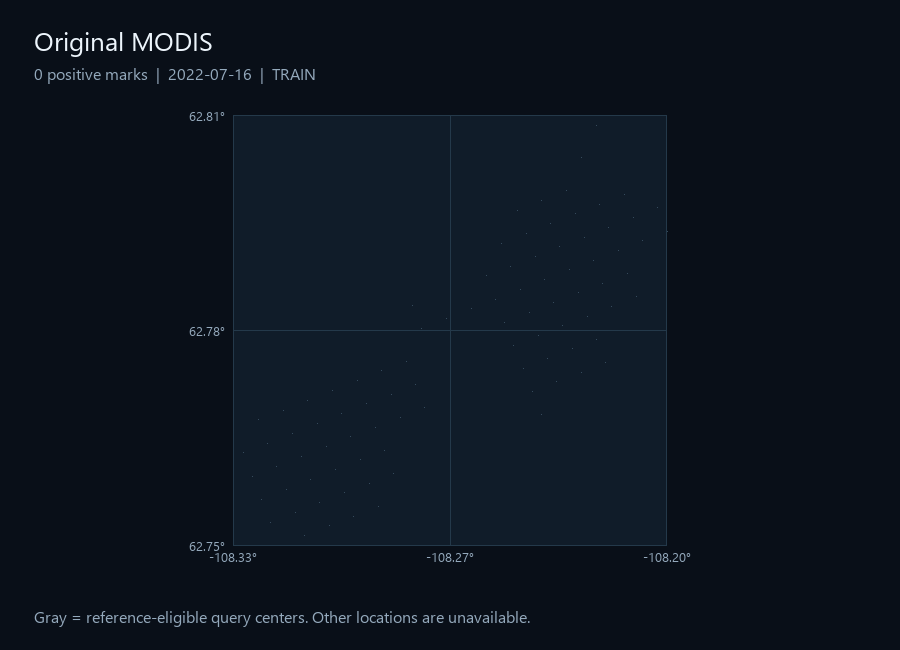 Original MODIS
0 positive marks | 2022-07-16 | TRAIN
62.81°
62.78°
62.75°
-108.33° -108.27° -108.20°
Gray = reference-eligible query centers. Other locations are unavailable.